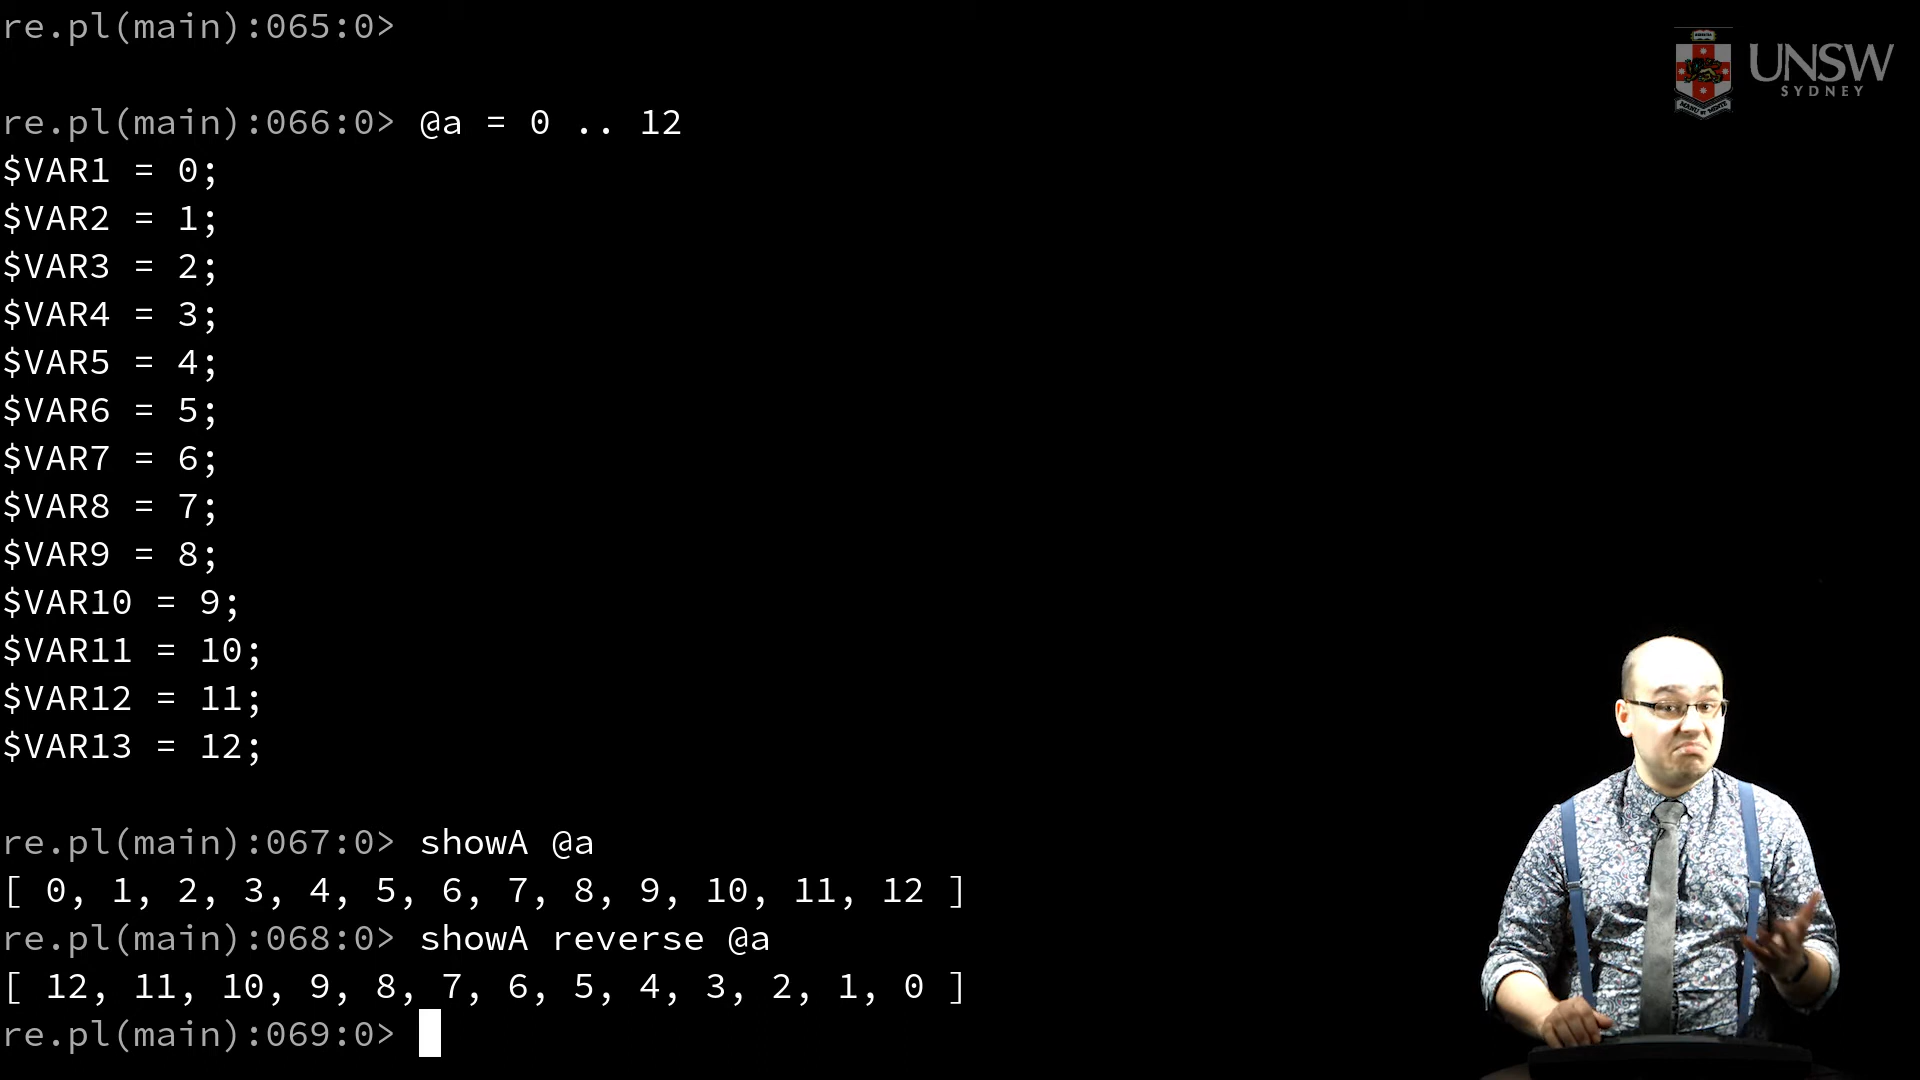 re.pl(main):065:0>
re.pl(main):066:0> @a = 0 .. 12
$VAR1 = 0;
$VAR2 = 1;
$VAR3 = 2;
$VAR4 = 3;
$VAR5 = 4;
$VAR6 = 5;
$VAR7 = 6;
$VAR8 = 7;
$VAR9 = 8;
$VAR10 = 9;
$VAR11 = 10;
$VAR12 = 11;
$VAR13 = 12;
re.pl(main):067:0> showA @a
[ 0, 1, 2, 3, 4, 5, 6, 7, 8, 9, 10, 11, 12 ]
re.pl(main):068:0> showA reverse @a
[ 12, 11, 10, 9, 8, 7, 6, 5, 4, 3, 2, 1, 0 ]
re.pl(main):069:0>
UNSW
SYDNEY